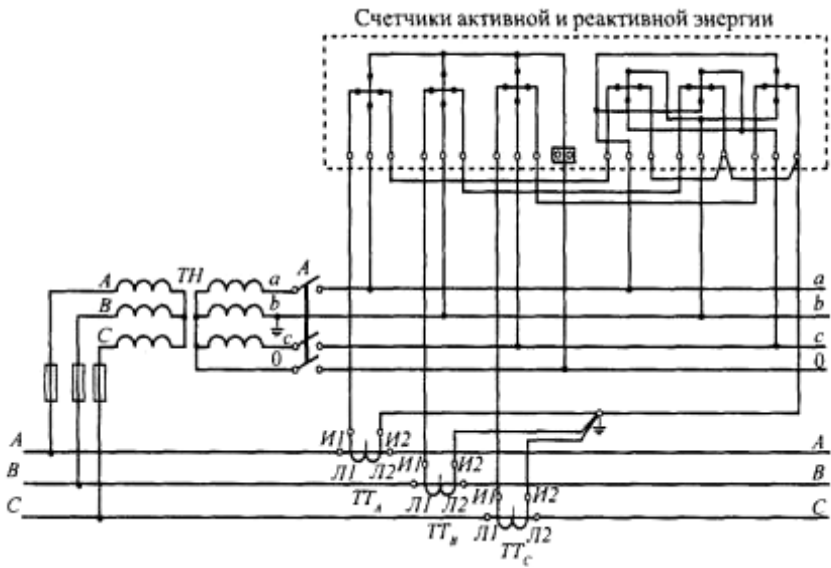 Счетчики активной и реактивной энергии
A ТН a A a
B b b
C c c
0 0
A И1 И2 A
Л1 Л2
B И1 И2 B
ТТA Л1 Л2
C И1 И2 C
ТТB Л1 Л2
ТТC